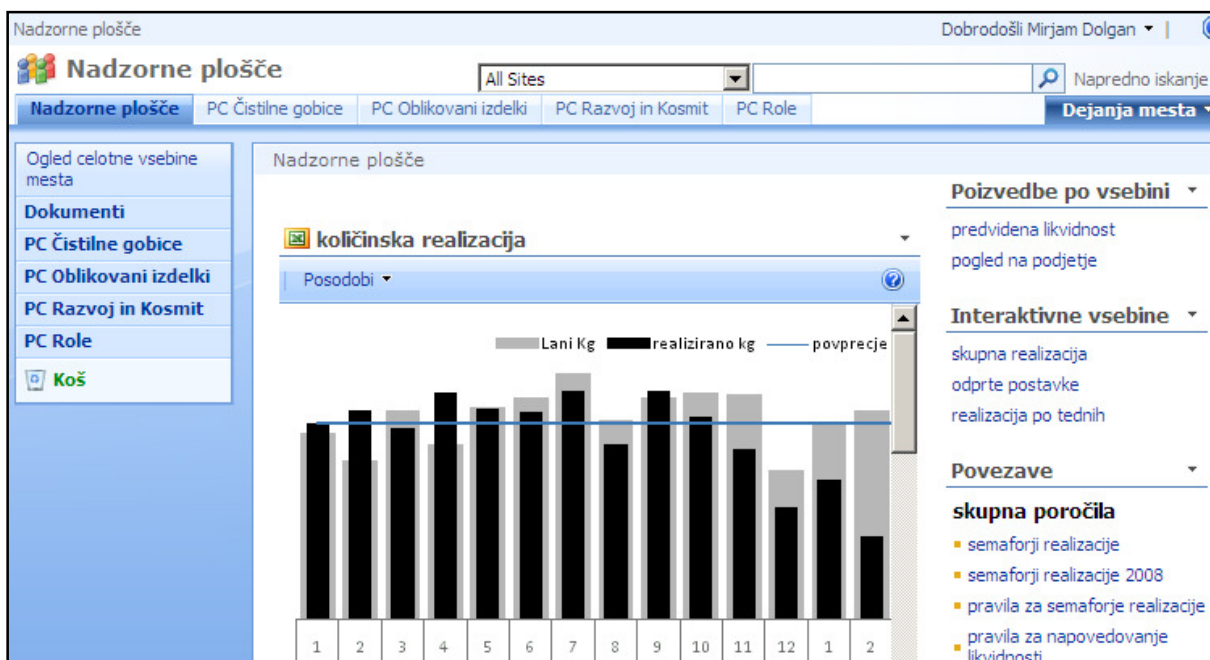 Nadzorne plošče
Dobrodošli Mirjam Dolgan
Nadzorne plošče
All Sites
Napredno iskanje
Nadzorne plošče PC Čistilne gobice PC Oblikovani izdelki PC Razvoj in Kosmit PC Role
Dejanja mesta
Ogled celotne vsebine
mesta
Dokumenti
PC Čistilne gobice
PC Oblikovani izdelki
PC Razvoj in Kosmit
PC Role
Koš
Nadzorne plošče
količinska realizacija
Posodobi
Lani Kg realizirano kg povprecje
1 2 3 4 5 6 7 8 9 10 11 12 1 2
Poizvedbe po vsebini
predvidena likvidnost
pogled na podjetje
Interaktivne vsebine
skupna realizacija
odprte postavke
realizacija po tednih
Povezave
skupna poročila
semaforji realizacije
semaforji realizacije 2008
pravila za semaforje realizacije
pravila za napovedovanje
likvidnosti